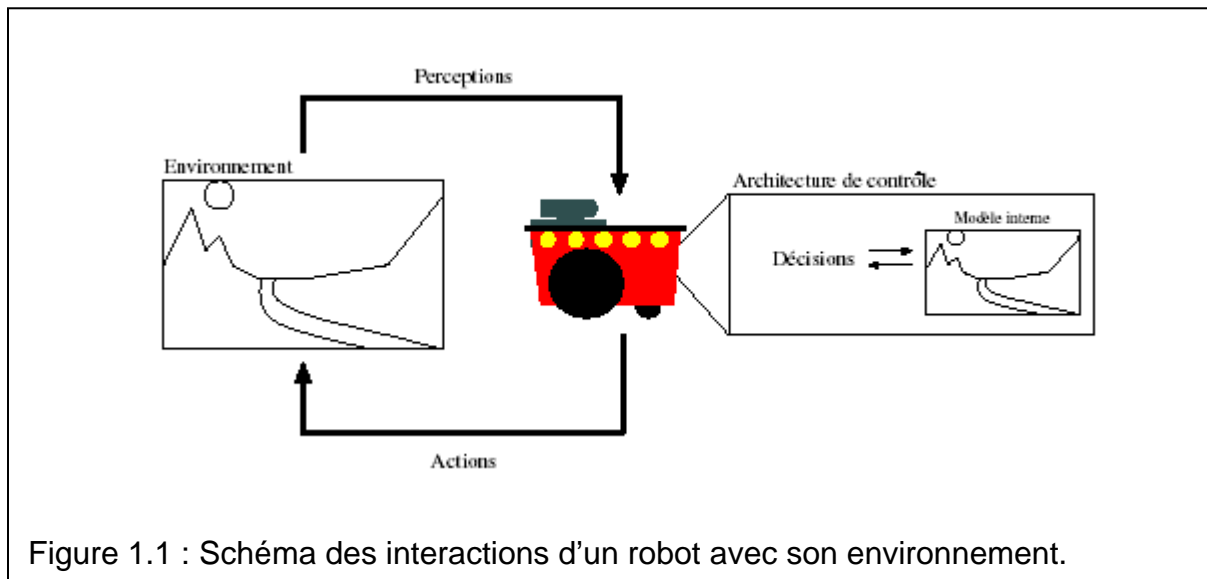 Perceptions
Environnement
Architecture de contrôle
Modèle interne
Décisions
Actions
Figure 1.1 : Schéma des interactions d’un robot avec son environnement.